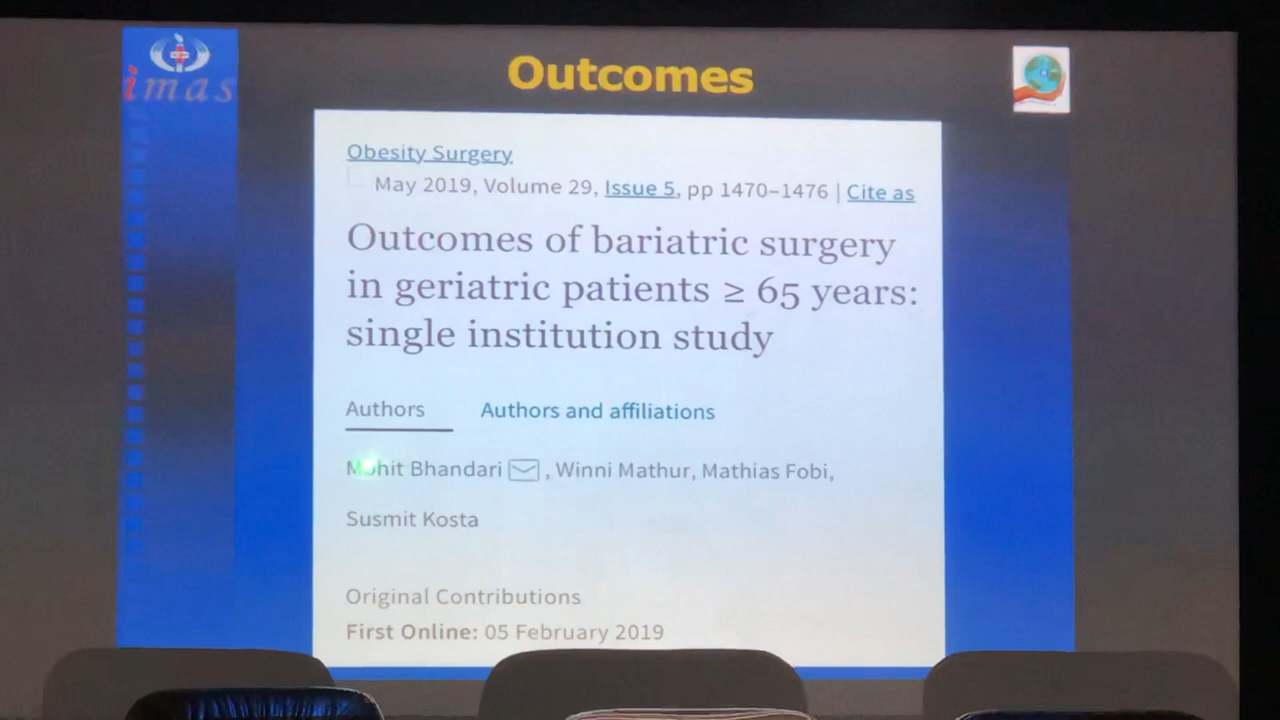 imas
Outcomes
Obesity Surgery
May 2019, Volume 29, Issue 5, pp 1470–1476 | Cite as
Outcomes of bariatric surgery
in geriatric patients ≥ 65 years:
single institution study
Authors Authors and affiliations
Mohit Bhandari , Winni Mathur, Mathias Fobi,
Susmit Kosta
Original Contributions
First Online: 05 February 2019